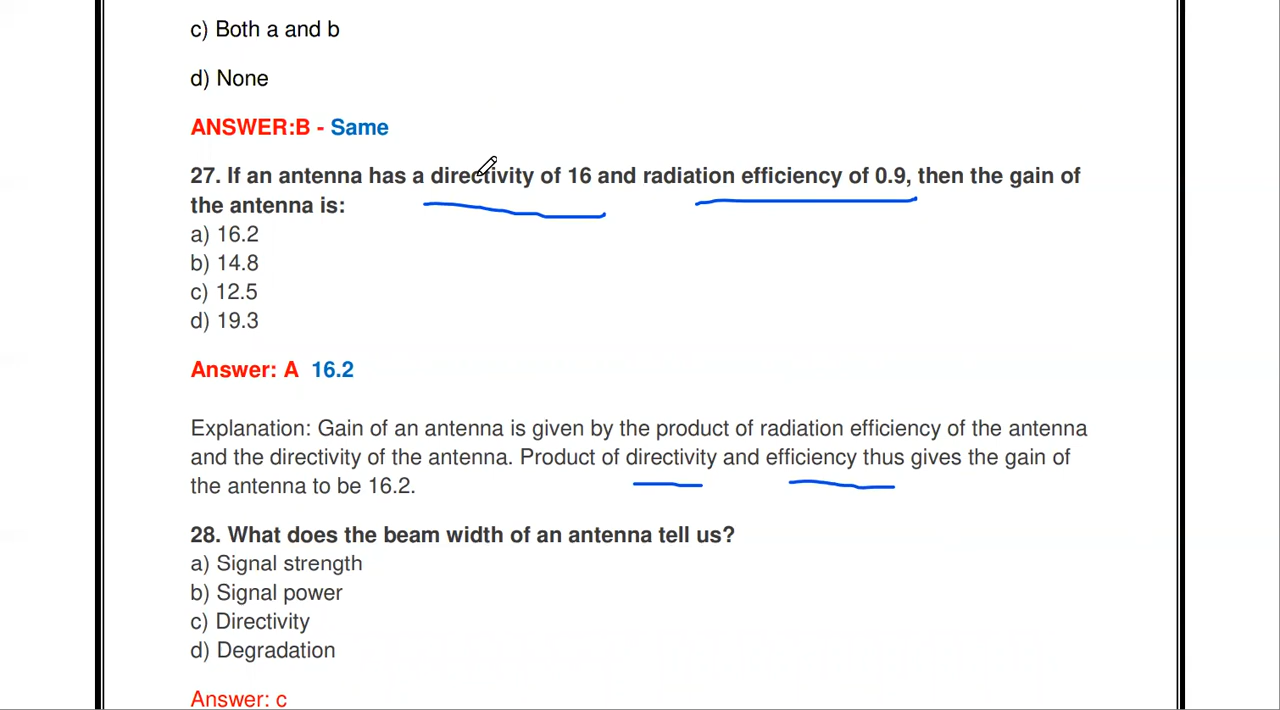 c) Both a and b
d) None
ANSWER:B - Same
27. If an antenna has a directivity of 16 and radiation efficiency of 0.9, then the gain of
the antenna is:
a) 16.2
b) 14.8
c) 12.5
d) 19.3
Answer: A  16.2
Explanation: Gain of an antenna is given by the product of radiation efficiency of the antenna
and the directivity of the antenna. Product of directivity and efficiency thus gives the gain of
the antenna to be 16.2.
28. What does the beam width of an antenna tell us?
a) Signal strength
b) Signal power
c) Directivity
d) Degradation
Answer: c